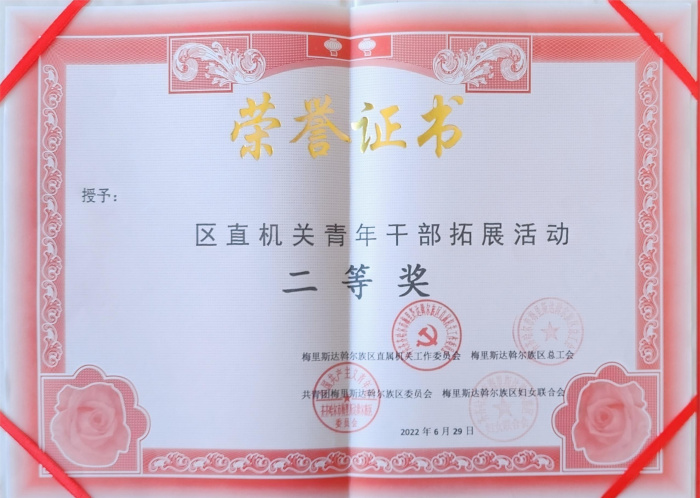 荣誉证书
授予：
区直机关青年干部拓展活动
二等奖
梅里斯达斡尔族区直属机关工作委员会 梅里斯达斡尔族区总工会
共青团梅里斯达斡尔族区委员会 梅里斯达斡尔族区妇女联合会
2022年6月29日